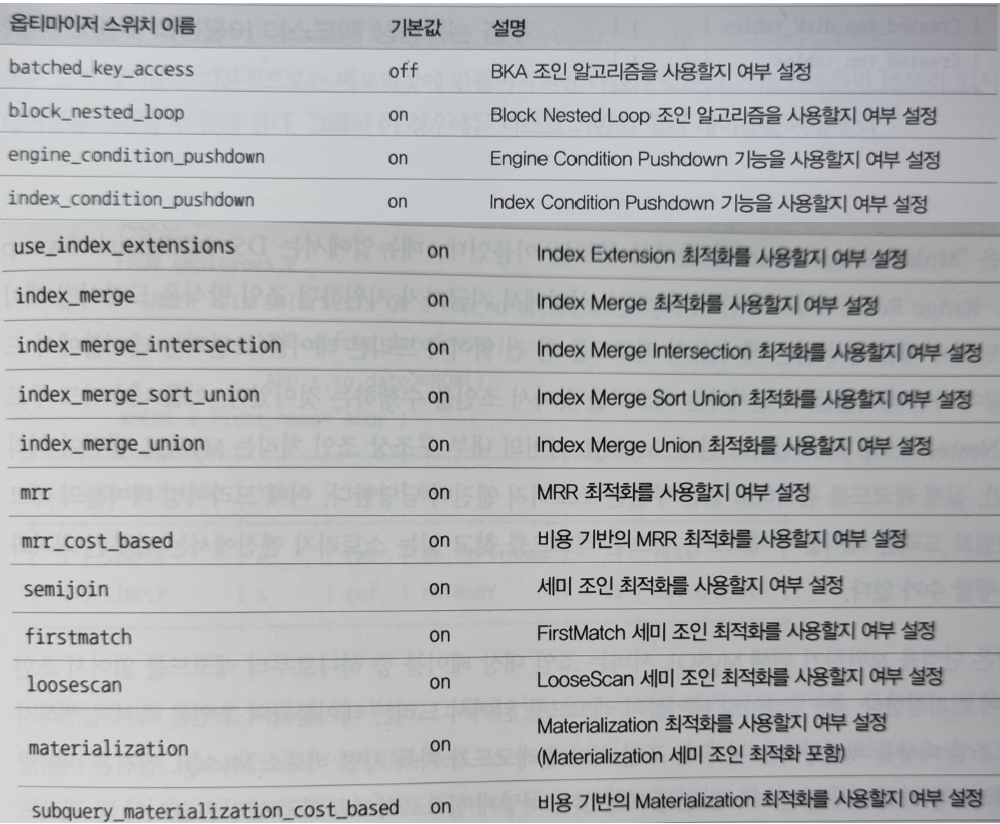 옵티마이저 스위치 이름 기본값 설명
batched_key_access off BKA 조인 알고리즘을 사용할지 여부 설정
block_nested_loop on Block Nested Loop 조인 알고리즘을 사용할지 여부 설정
engine_condition_pushdown on Engine Condition Pushdown 기능을 사용할지 여부 설정
index_condition_pushdown on Index Condition Pushdown 기능을 사용할지 여부 설정
use_index_extensions on Index Extension 최적화를 사용할지 여부 설정
index_merge on Index Merge 최적화를 사용할지 여부 설정
index_merge_intersection on Index Merge Intersection 최적화를 사용할지 여부 설정
index_merge_sort_union on Index Merge Sort Union 최적화를 사용할지 여부 설정
index_merge_union on Index Merge Union 최적화를 사용할지 여부 설정
mrr on MRR 최적화를 사용할지 여부 설정
mrr_cost_based on 비용 기반의 MRR 최적화를 사용할지 여부 설정
semijoin on 세미 조인 최적화를 사용할지 여부 설정
firstmatch on FirstMatch 세미 조인 최적화를 사용할지 여부 설정
loosescan on LooseScan 세미 조인 최적화를 사용할지 여부 설정
materialization on Materialization 최적화를 사용할지 여부 설정
(Materialization 세미 조인 최적화 포함)
subquery_materialization_cost_based on 비용 기반의 Materialization 최적화를 사용할지 여부 설정